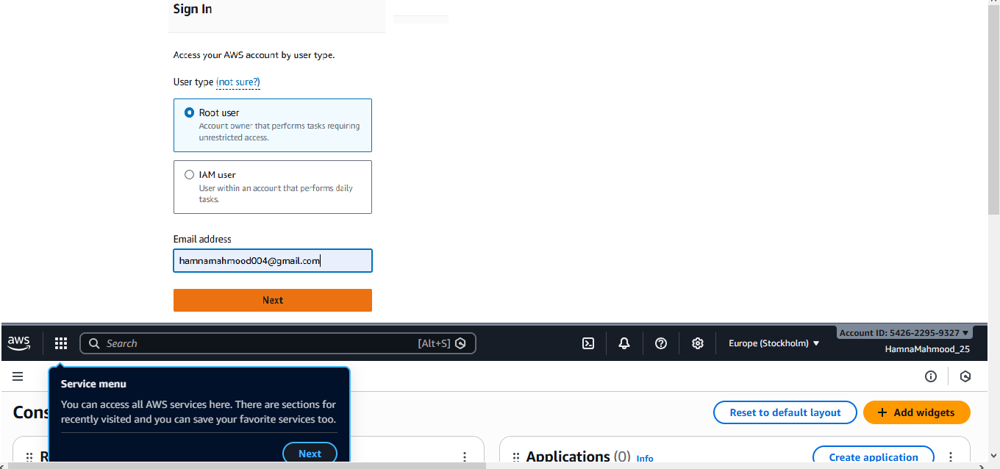 Sign In
Access your AWS account by user type.
User type (not sure?)
Root user
Account owner that performs tasks requiring
unrestricted access.
IAM user
User within an account that performs daily
tasks.
Email address
hamnamahmood004@gmail.com
Next
aws
Search [Alt+S]
Europe (Stockholm)
Account ID: 5426-2295-9327
HamnaMahmood_25
Service menu
You can access all AWS services here. There are sections for
recently visited and you can save your favorite services too.
Next
Cons
Reset to default layout
+ Add widgets
R
Applications (0) Info
Create application